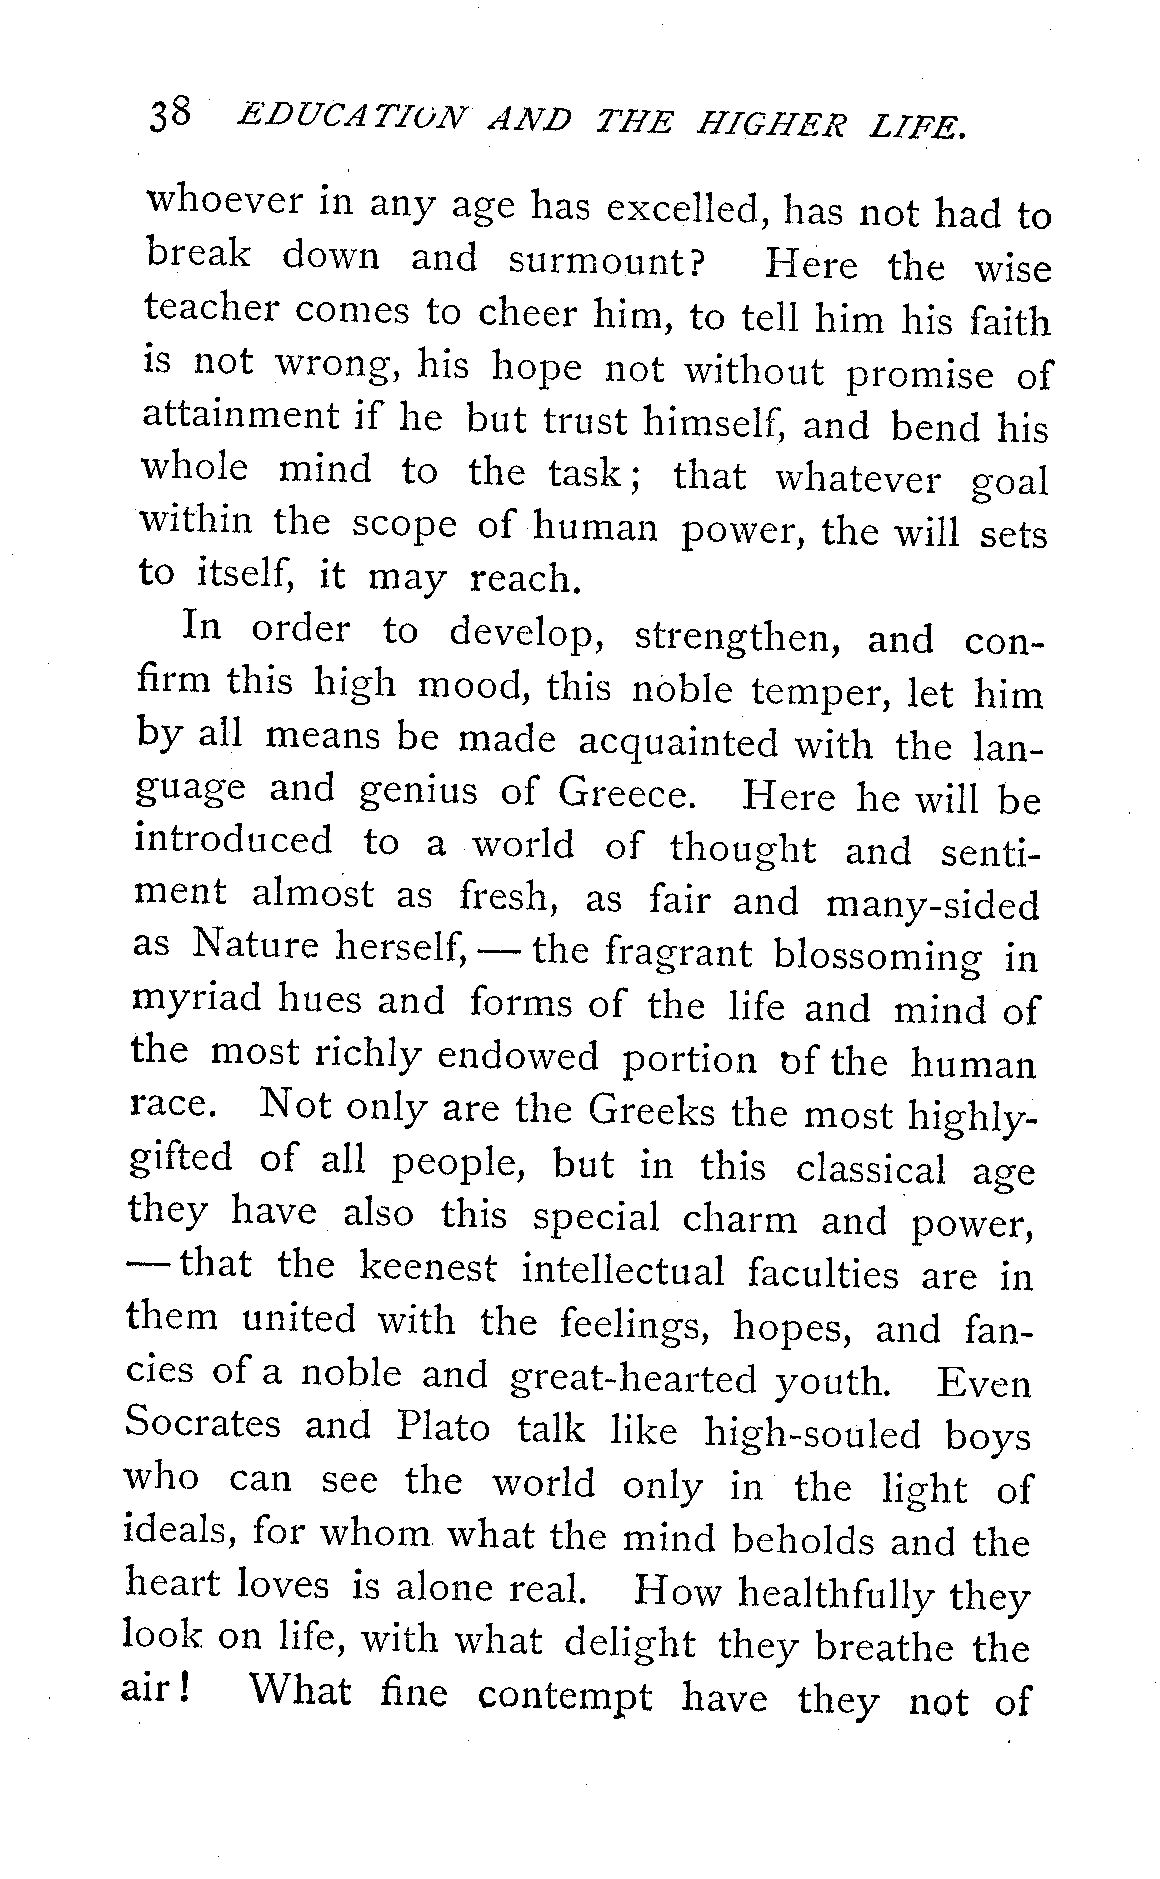 38 EDUCATION AND THE HIGHER LIFE.
whoever in any age has excelled, has not had to
break down and surmount? Here the wise
teacher comes to cheer him, to tell him his faith
is not wrong, his hope not without promise of
attainment if he but trust himself, and bend his
whole mind to the task; that whatever goal
within the scope of human power, the will sets
to itself, it may reach.
In order to develop, strengthen, and con-
firm this high mood, this noble temper, let him
by all means be made acquainted with the lan-
guage and genius of Greece. Here he will be
introduced to a world of thought and senti-
ment almost as fresh, as fair and many-sided
as Nature herself, — the fragrant blossoming in
myriad hues and forms of the life and mind of
the most richly endowed portion of the human
race. Not only are the Greeks the most highly-
gifted of all people, but in this classical age
they have also this special charm and power,
— that the keenest intellectual faculties are in
them united with the feelings, hopes, and fan-
cies of a noble and great-hearted youth. Even
Socrates and Plato talk like high-souled boys
who can see the world only in the light of
ideals, for whom what the mind beholds and the
heart loves is alone real. How healthfully they
look on life, with what delight they breathe the
air! What fine contempt have they not of